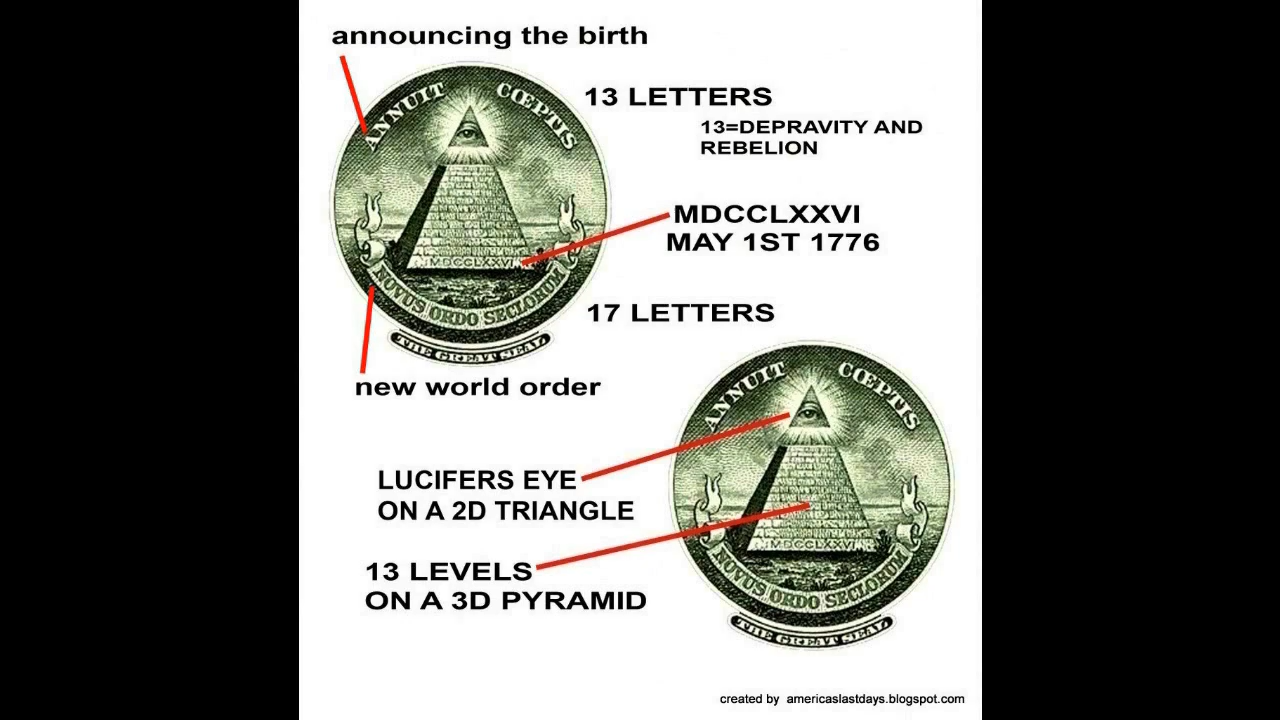 announcing the birth
ANNUIT CŒPTIS
13 LETTERS
13=DEPRAVITY AND
REBELION
MDCCLXXVI
MAY 1ST 1776
MDCCLXXVI
NOVUS ORDO SECLORUM
17 LETTERS
THE GREAT SEAL
new world order
ANNUIT CŒPTIS
LUCIFERS EYE
ON A 2D TRIANGLE
MDCCLXXVI
13 LEVELS
ON A 3D PYRAMID
NOVUS ORDO SECLORUM
THE GREAT SEAL
created by americaslastdays.blogspot.com